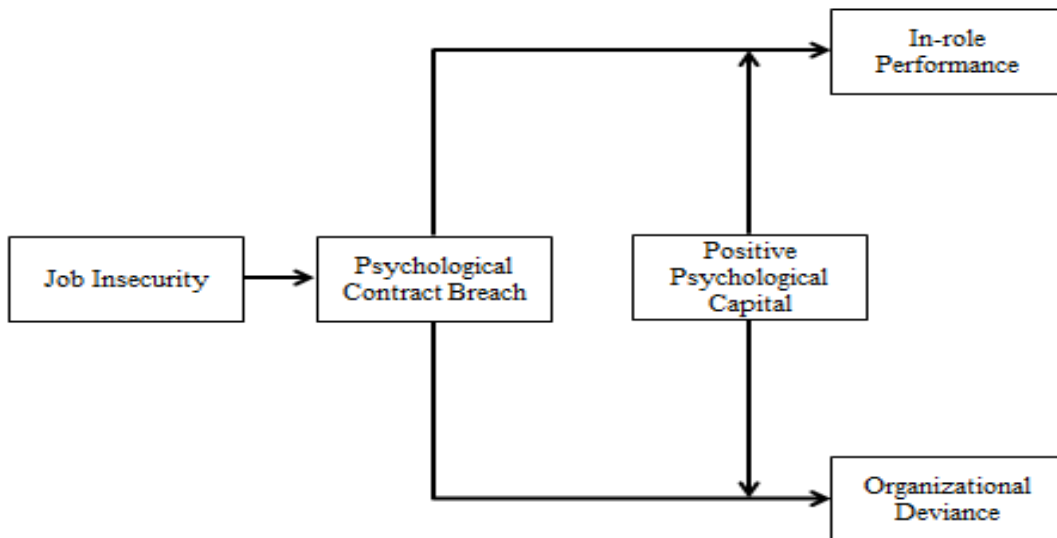 In-role
Performance
Job Insecurity
Psychological
Contract Breach
Positive
Psychological
Capital
Organizational
Deviance